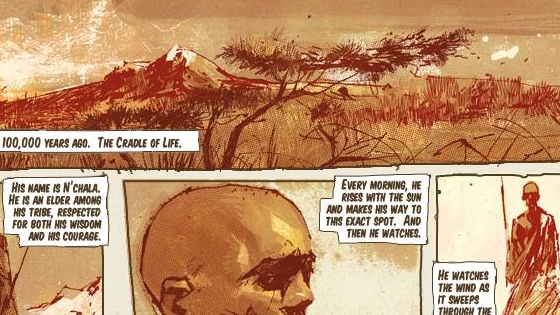 100,000 YEARS AGO. THE CRADLE OF LIFE.
HIS NAME IS N'CHALA.
HE IS AN ELDER AMONG
HIS TRIBE, RESPECTED
FOR BOTH HIS WISDOM
AND HIS COURAGE.
EVERY MORNING, HE
RISES WITH THE SUN
AND MAKES HIS WAY TO
THIS EXACT SPOT. AND
THEN HE WATCHES.
HE WATCHES
THE WIND AS
IT SWEEPS
THROUGH THE